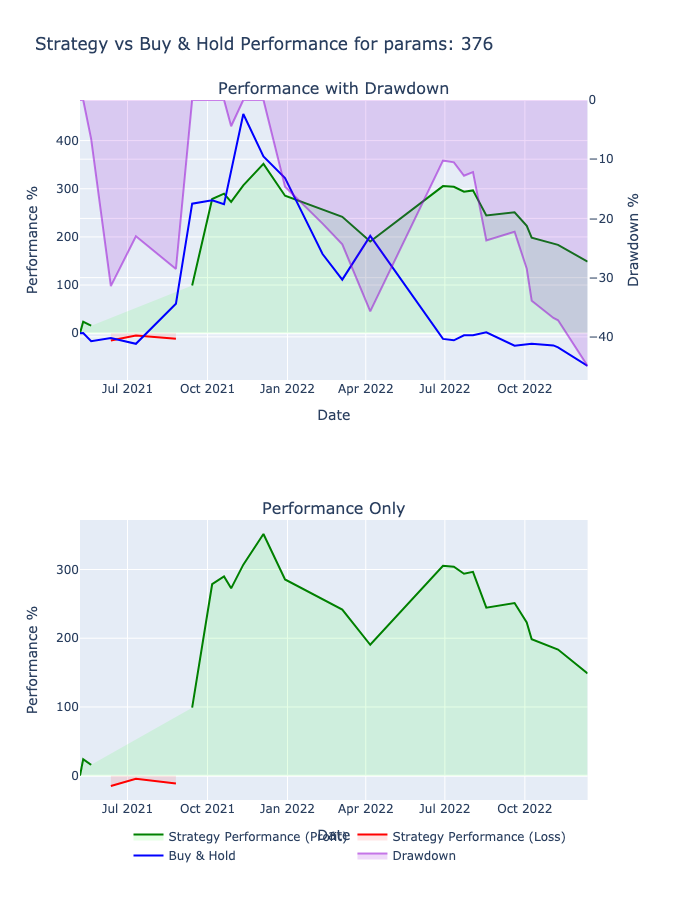 Strategy vs Buy & Hold Performance for params: 376
Performance with Drawdown
Performance %
400
300
200
100
0
0
−10
−20
−30
−40
Drawdown %
Jul 2021 Oct 2021 Jan 2022 Apr 2022 Jul 2022 Oct 2022
Date
Performance Only
Performance %
300
200
100
0
Jul 2021 Oct 2021 Jan 2022 Apr 2022 Jul 2022 Oct 2022
Date
Strategy Performance (Profit) Strategy Performance (Loss)
Buy & Hold Drawdown